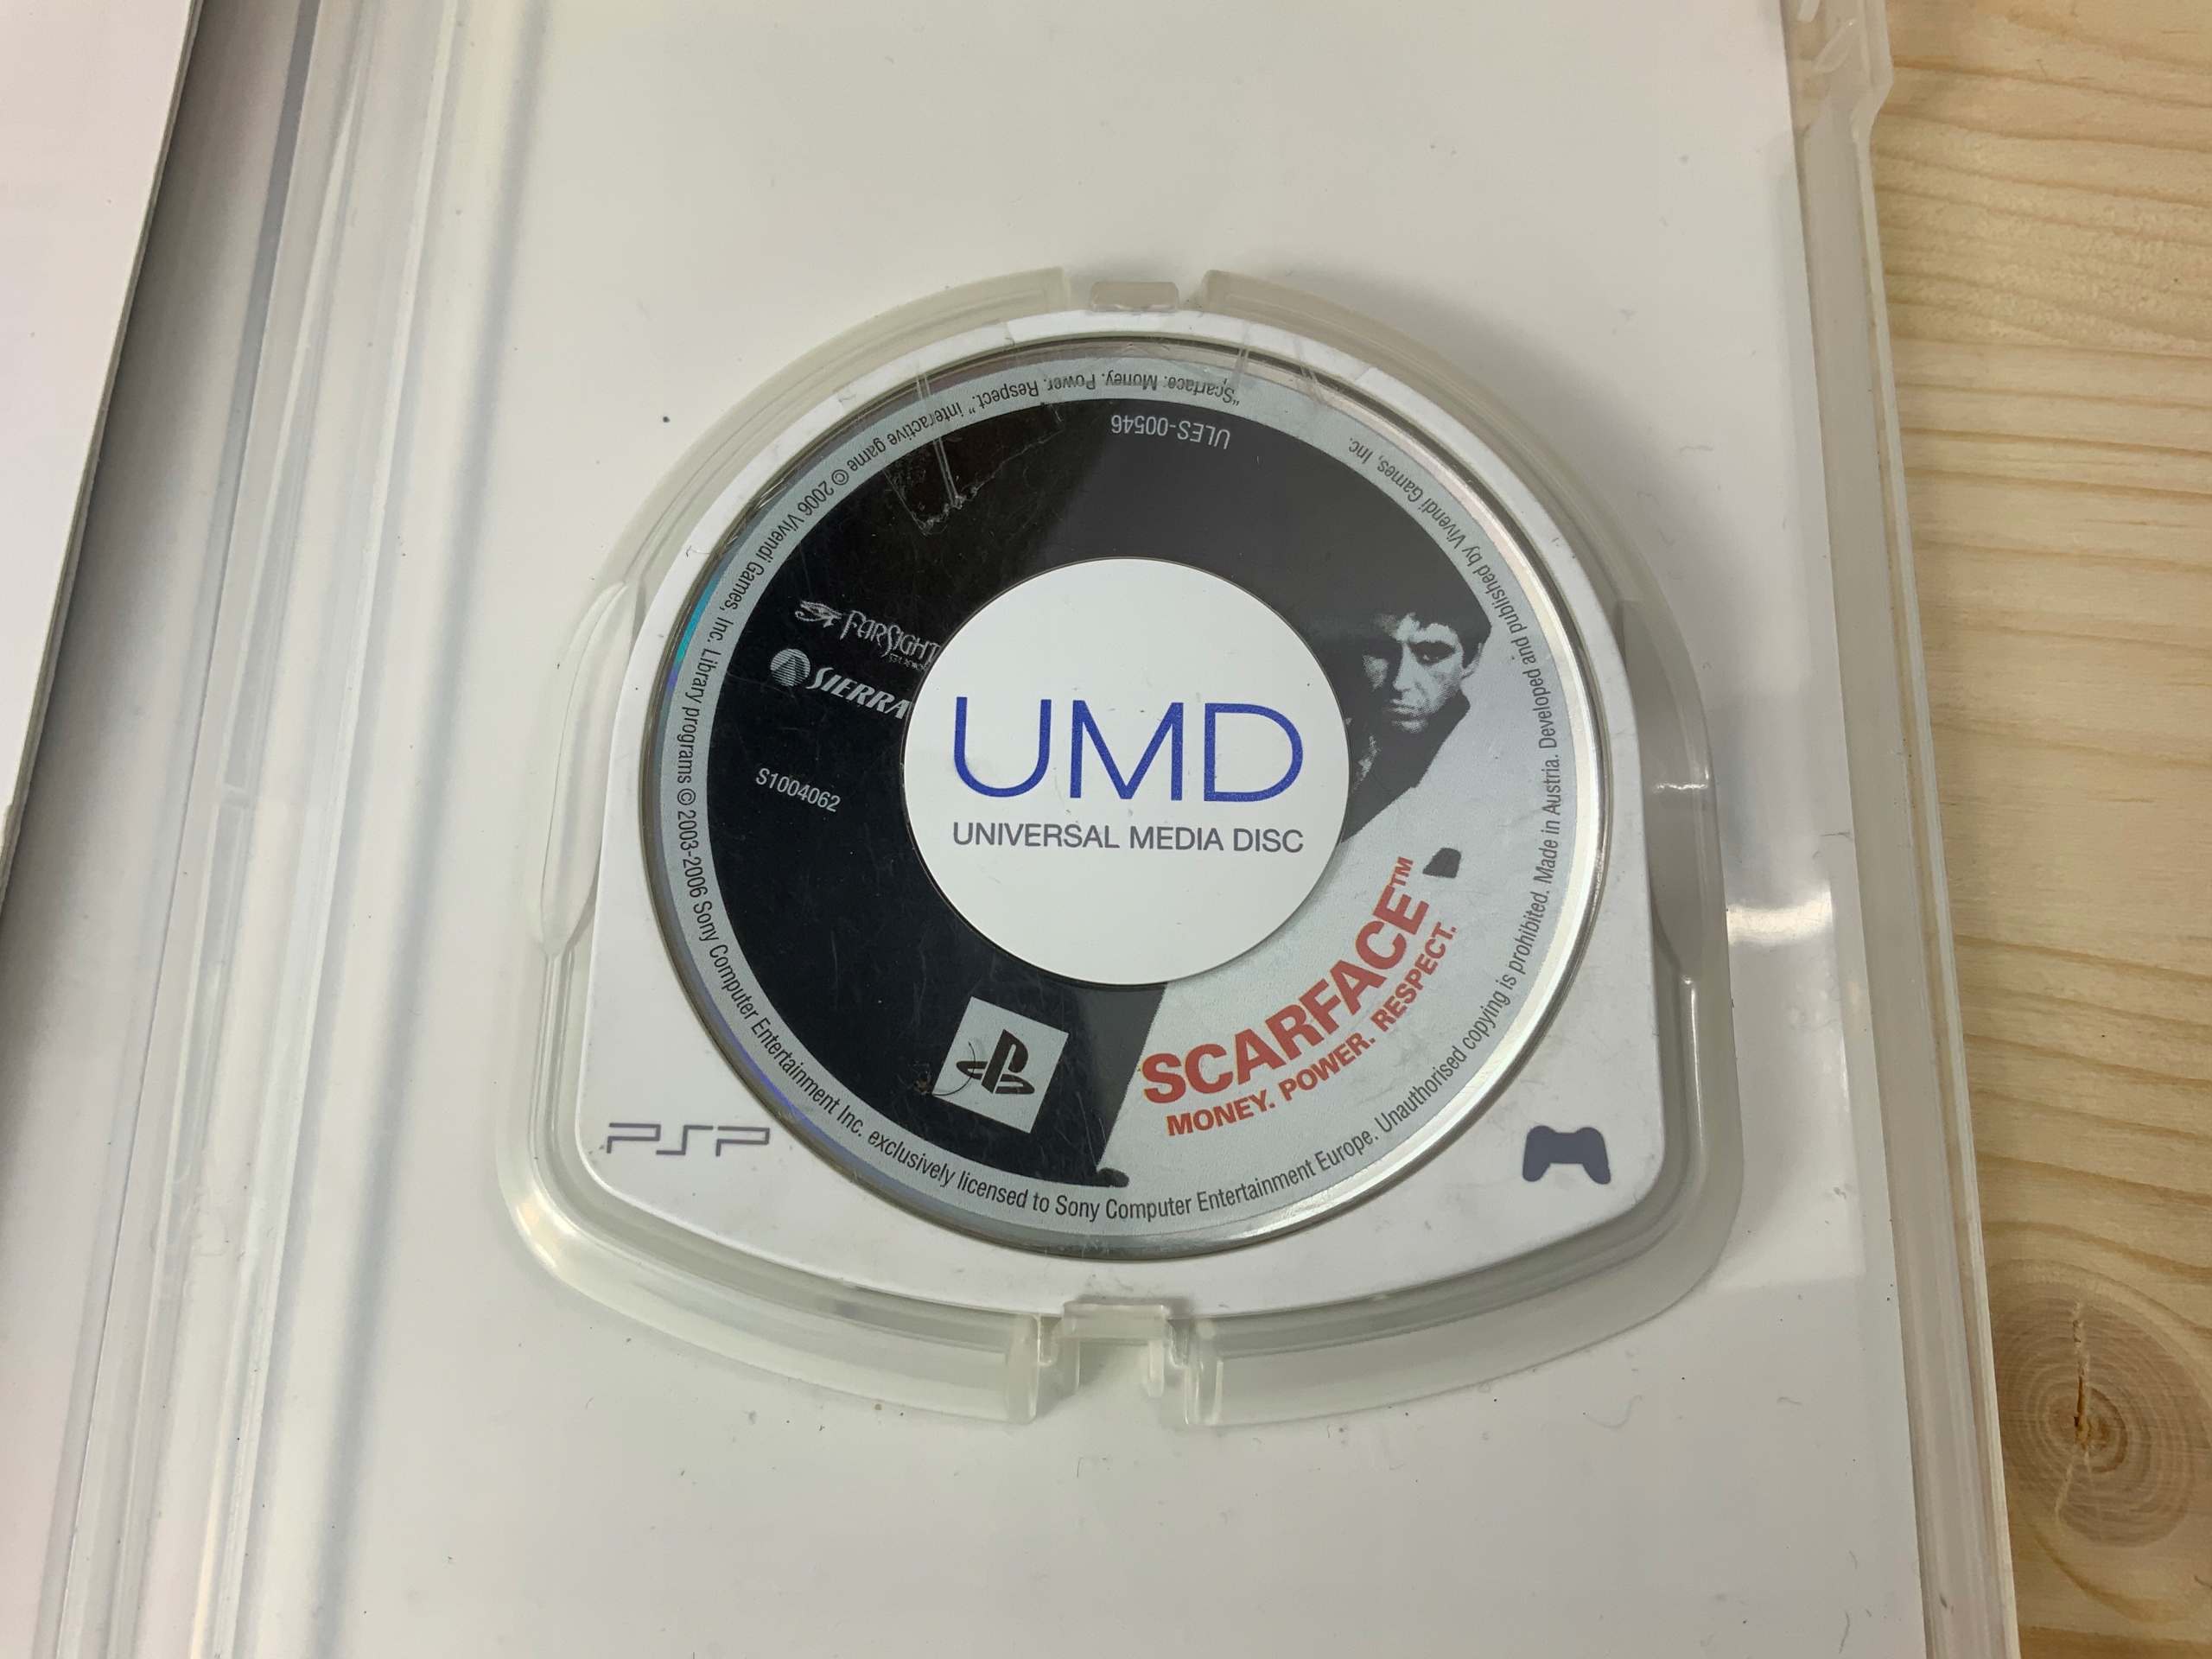 "Scarface: Money. Power. Respect." interactive game © 2006 Vivendi Games, Inc. Library programs © 2003-2006 Sony Computer Entertainment Inc. exclusively licensed to Sony Computer Entertainment Europe. Unauthorised copying is prohibited. Made in Austria. Developed and published by Vivendi Games, Inc.
ULES-00546
FARSIGHT
STUDIOS
SIERRA
S1004062
UMD
UNIVERSAL MEDIA DISC
SCARFACE™
MONEY. POWER. RESPECT.
PSP